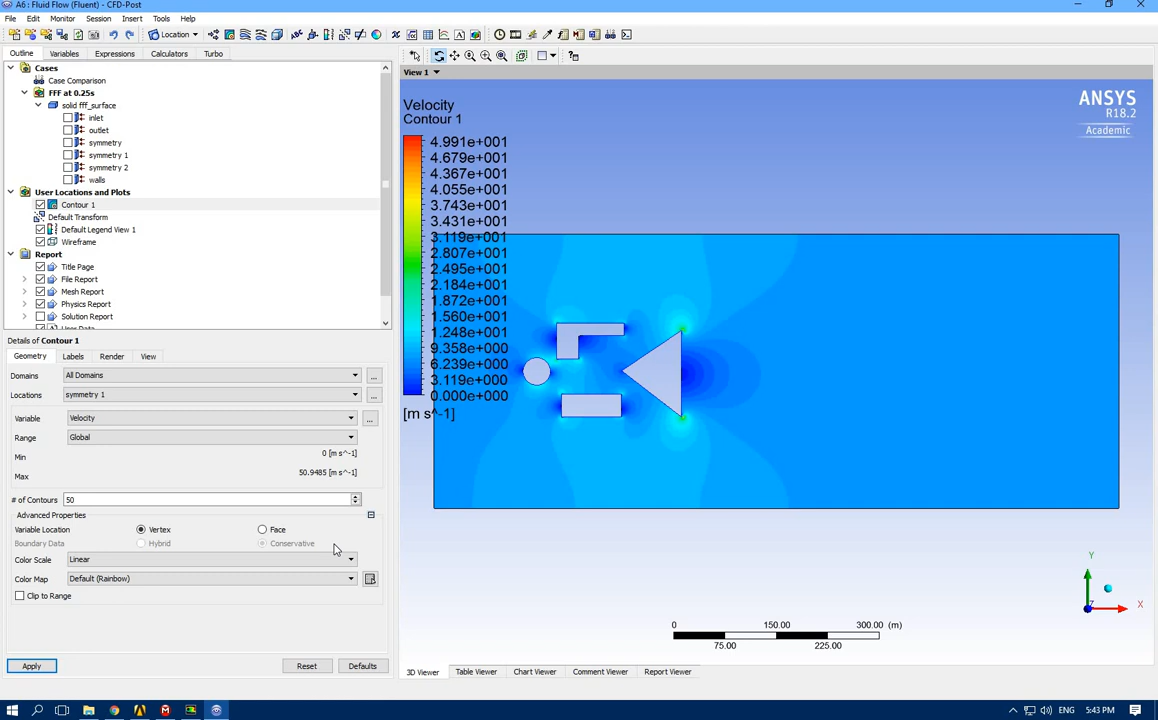 A6 : Fluid Flow (Fluent) - CFD-Post
File Edit Session Insert Tools Help
Location
Outline Variables Expressions Calculators Turbo
Cases
Case Comparison
FFF at 0.25s
solid fff_surface
inlet
outlet
symmetry
symmetry 1
symmetry 2
walls
User Locations and Plots
Contour 1
Default Transform
Default Legend View 1
Wireframe
Report
Title Page
File Report
Mesh Report
Physics Report
Solution Report
User Data
Details of Contour 1
Geometry Labels Render View
Domains All Domains ...
Locations symmetry 1 ...
Variable Velocity ...
Range Global
Min 0 [m s^-1]
Max 50.9485 [m s^-1]
# of Contours 50
Advanced Properties
Variable Location Vertex Face
Boundary Data Hybrid Conservative
Color Scale Linear
Color Map Default (Rainbow)
Clip to Range
Apply Reset Defaults
View 1
Velocity
Contour 1
4.991e+001
4.679e+001
4.367e+001
4.055e+001
3.743e+001
3.431e+001
3.119e+001
2.807e+001
2.495e+001
2.184e+001
1.872e+001
1.560e+001
1.248e+001
9.358e+000
6.239e+000
3.119e+000
0.000e+000
[m s^-1]
ANSYS
R18.2
Academic
Y
X
Z
0 150.00 300.00 (m)
75.00 225.00
3D Viewer Table Viewer Chart Viewer Comment Viewer Report Viewer
ENG 5:43 PM